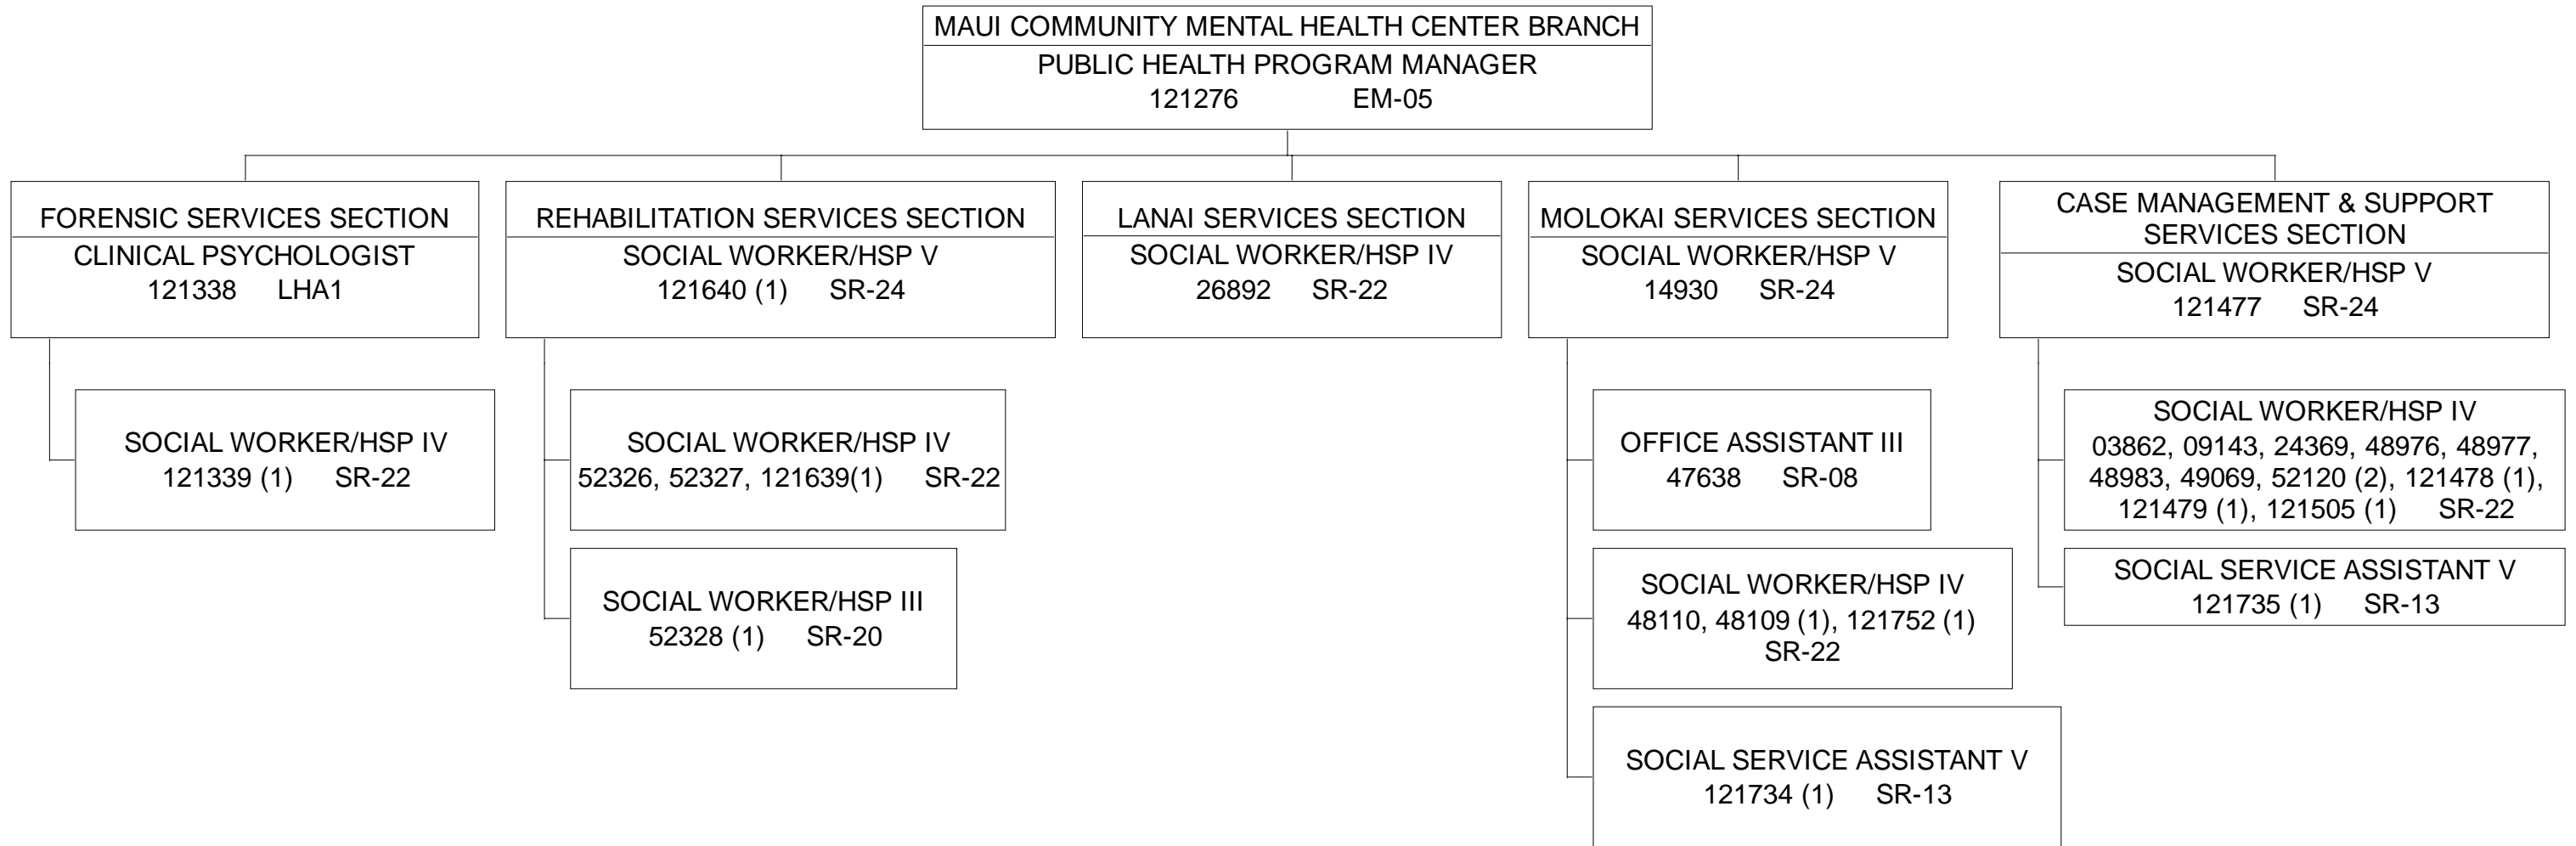 MAUI COMMUNITY MENTAL HEALTH CENTER BRANCH
PUBLIC HEALTH PROGRAM MANAGER
121276 EM-05
FORENSIC SERVICES SECTION
CLINICAL PSYCHOLOGIST
121338 LHA1
SOCIAL WORKER/HSP IV
121339 (1) SR-22
REHABILITATION SERVICES SECTION
SOCIAL WORKER/HSP V
121640 (1) SR-24
SOCIAL WORKER/HSP IV
52326, 52327, 121639(1) SR-22
SOCIAL WORKER/HSP III
52328 (1) SR-20
LANAI SERVICES SECTION
SOCIAL WORKER/HSP IV
26892 SR-22
MOLOKAI SERVICES SECTION
SOCIAL WORKER/HSP V
14930 SR-24
OFFICE ASSISTANT III
47638 SR-08
SOCIAL WORKER/HSP IV
48110, 48109 (1), 121752 (1)
SR-22
SOCIAL SERVICE ASSISTANT V
121734 (1) SR-13
CASE MANAGEMENT & SUPPORT
SERVICES SECTION
SOCIAL WORKER/HSP V
121477 SR-24
SOCIAL WORKER/HSP IV
03862, 09143, 24369, 48976, 48977,
48983, 49069, 52120 (2), 121478 (1),
121479 (1), 121505 (1) SR-22
SOCIAL SERVICE ASSISTANT V
121735 (1) SR-13